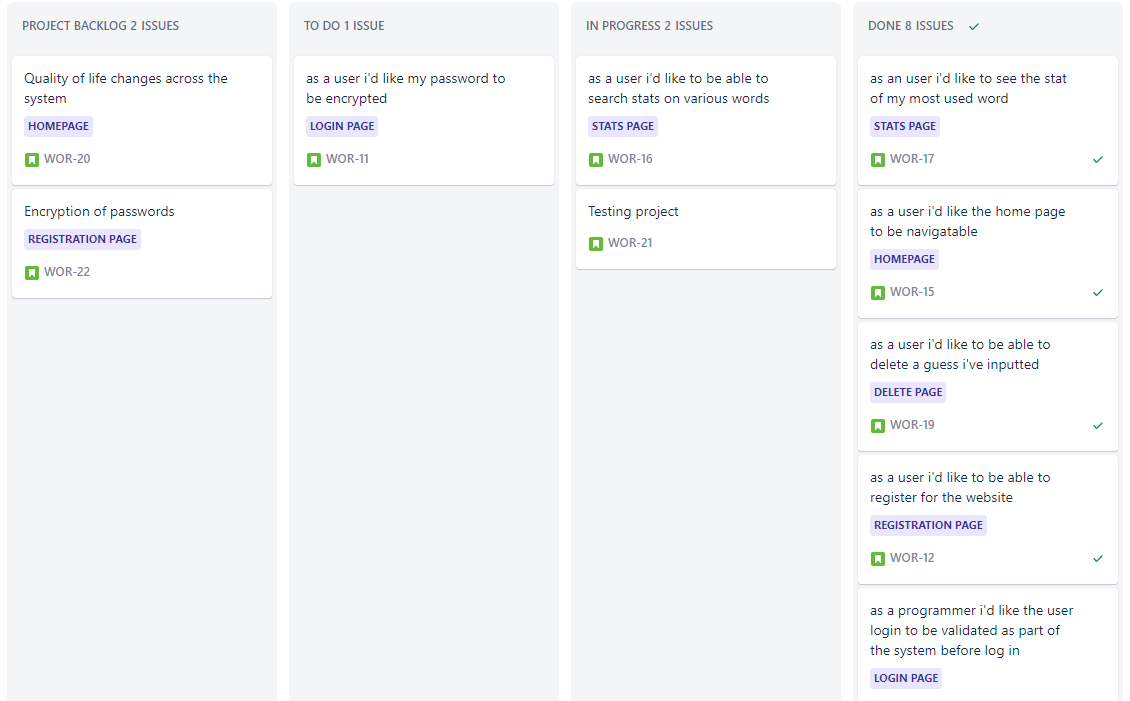 PROJECT BACKLOG 2 ISSUES
Quality of life changes across the
system
HOMEPAGE
WOR-20
Encryption of passwords
REGISTRATION PAGE
WOR-22
TO DO 1 ISSUE
as a user i'd like my password to
be encrypted
LOGIN PAGE
WOR-11
IN PROGRESS 2 ISSUES
as a user i'd like to be able to
search stats on various words
STATS PAGE
WOR-16
Testing project
WOR-21
DONE 8 ISSUES
as an user i'd like to see the stat
of my most used word
STATS PAGE
WOR-17
as a user i'd like the home page
to be navigatable
HOMEPAGE
WOR-15
as a user i'd like to be able to
delete a guess i've inputted
DELETE PAGE
WOR-19
as a user i'd like to be able to
register for the website
REGISTRATION PAGE
WOR-12
as a programmer i'd like the user
login to be validated as part of
the system before log in
LOGIN PAGE